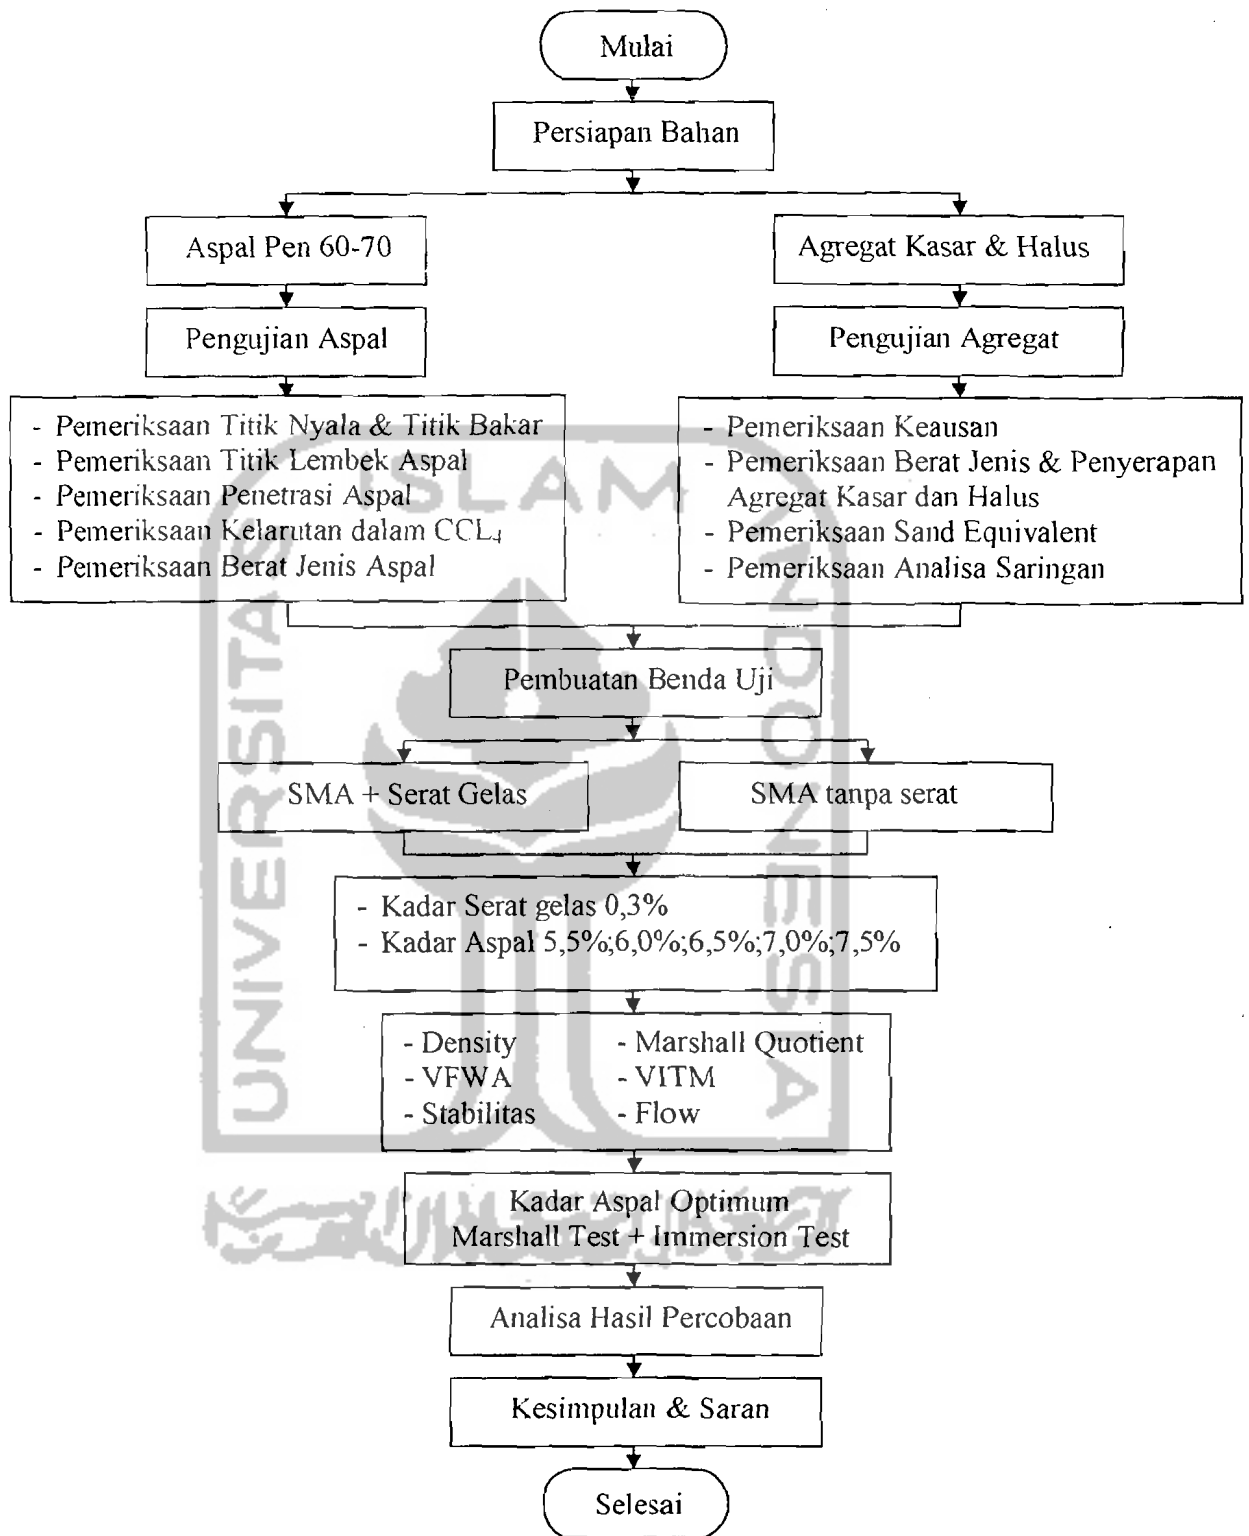 Mulai
Persiapan Bahan
Aspal Pen 60-70
Agregat Kasar & Halus
Pengujian Aspal
Pengujian Agregat
- Pemeriksaan Titik Nyala & Titik Bakar
- Pemeriksaan Titik Lembek Aspal
- Pemeriksaan Penetrasi Aspal
- Pemeriksaan Kelarutan dalam CCL₄
- Pemeriksaan Berat Jenis Aspal
- Pemeriksaan Keausan
- Pemeriksaan Berat Jenis & Penyerapan
Agregat Kasar dan Halus
- Pemeriksaan Sand Equivalent
- Pemeriksaan Analisa Saringan
Pembuatan Benda Uji
SMA + Serat Gelas
SMA tanpa serat
- Kadar Serat gelas 0,3%
- Kadar Aspal 5,5%;6,0%;6,5%;7,0%;7,5%
- Density
- VFWA
- Stabilitas
- Marshall Quotient
- VITM
- Flow
Kadar Aspal Optimum
Marshall Test + Immersion Test
Analisa Hasil Percobaan
Kesimpulan & Saran
Selesai
UNIVERSITAS
ISLAM
INDONESIA